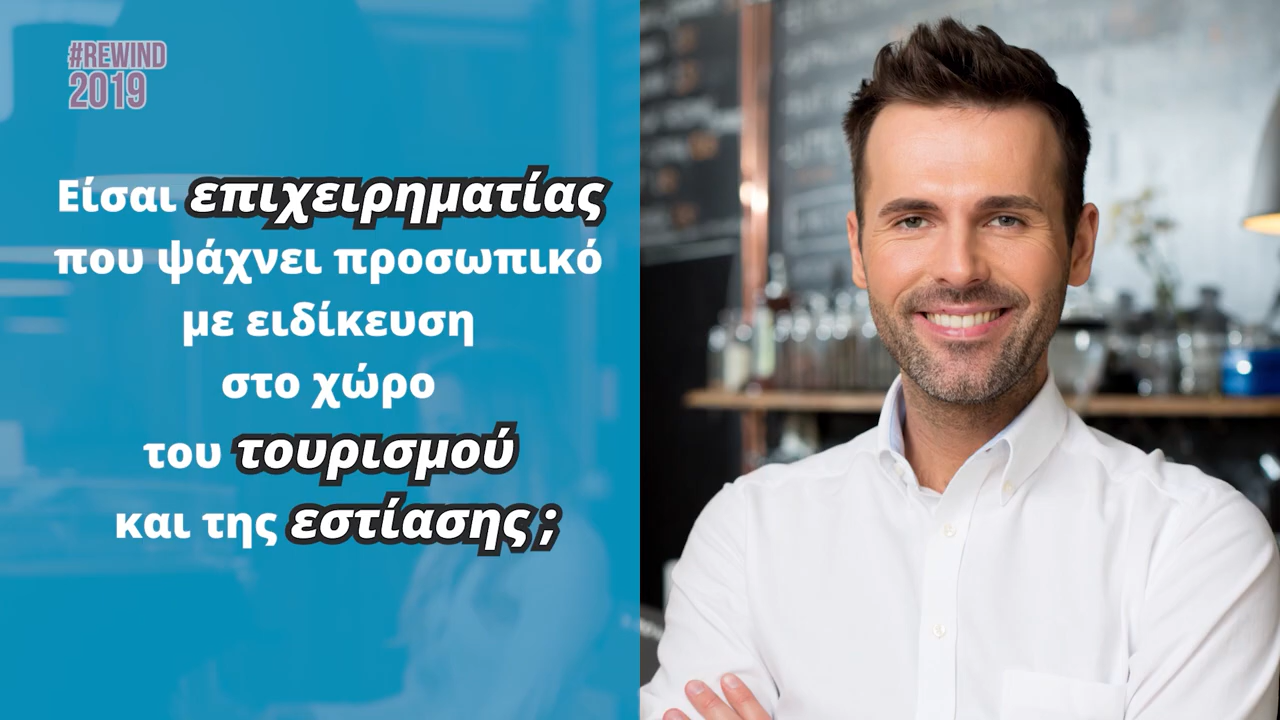 #REWIND
2019
Είσαι επιχειρηματίας
που ψάχνει προσωπικό
με ειδίκευση
στο χώρο
του τουρισμού
και της εστίασης ;